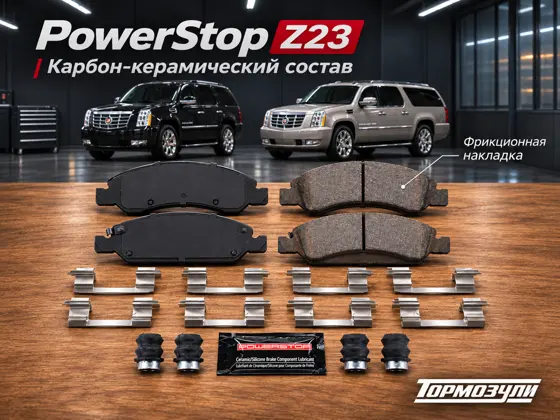 PowerStop Z23
Карбон-керамический состав
Фрикционная
накладка
POWERSTOP
Ceramic/Silicone Brake Component Lubricant
ТОРМОЗУЛИ